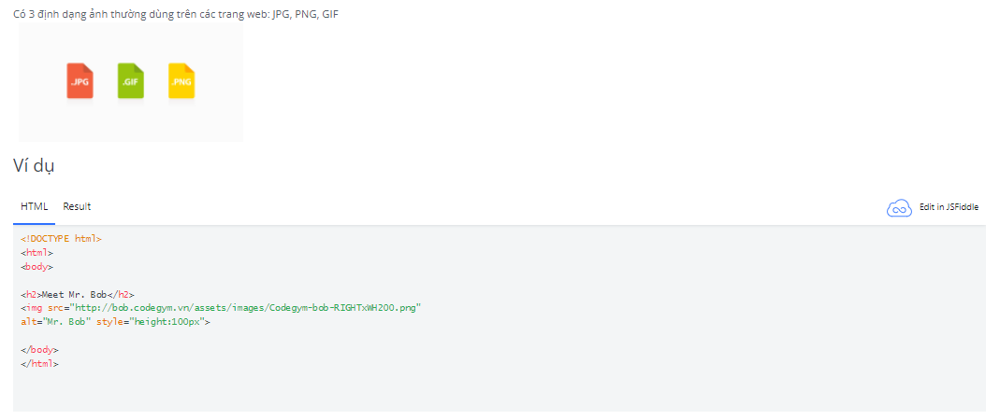 Có 3 định dạng ảnh thường dùng trên các trang web: JPG, PNG, GIF
.JPG .GIF .PNG
Ví dụ
HTML Result Edit in JSFiddle
<!DOCTYPE html>
<html>
<body>
<h2>Meet Mr. Bob</h2>
<img src="http://bob.codegym.vn/assets/images/Codegym-bob-RIGHTxWH200.png"
alt="Mr. Bob" style="height:100px">
</body>
</html>